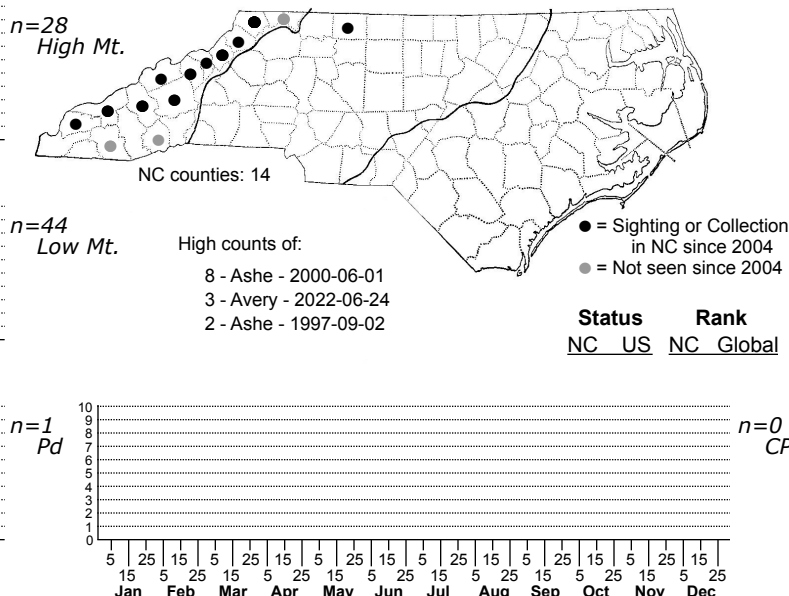 n=28
High Mt.
NC counties: 14
n=44
Low Mt.
High counts of:
8 - Ashe - 2000-06-01
3 - Avery - 2022-06-24
2 - Ashe - 1997-09-02
= Sighting or Collection
in NC since 2004
= Not seen since 2004
Status Rank
NC US NC Global
n=1
Pd
10
9
8
7
6
5
4
3
2
1
0
n=0
CP
5 25 15 5 25 15 5 25 15 5 25 15 5 25 15 5 25 15
15 5 25 15 5 25 15 5 25 15 5 25 15 5 25 15 5 25
Jan Feb Mar Apr May Jun Jul Aug Sep Oct Nov Dec